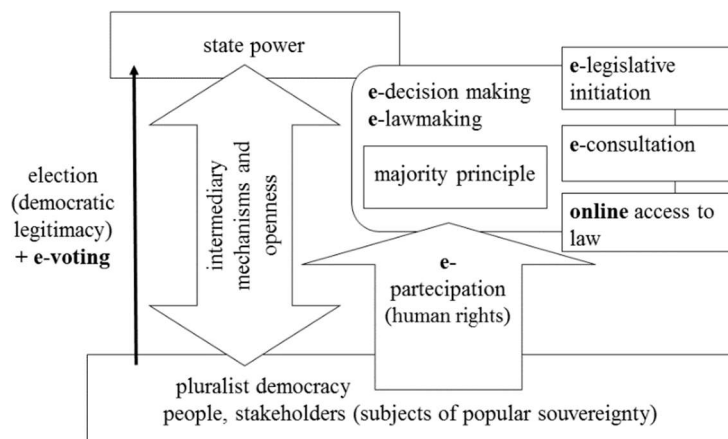 state power
e-legislative
initiation
e-decision making
e-lawmaking
e-consultation
majority principle
online access to
law
election
(democratic
legitimacy)
+ e-voting
intermediary
mechanisms and
openness
e-
partecipation
(human rights)
pluralist democracy
people, stakeholders (subjects of popular souvereignty)